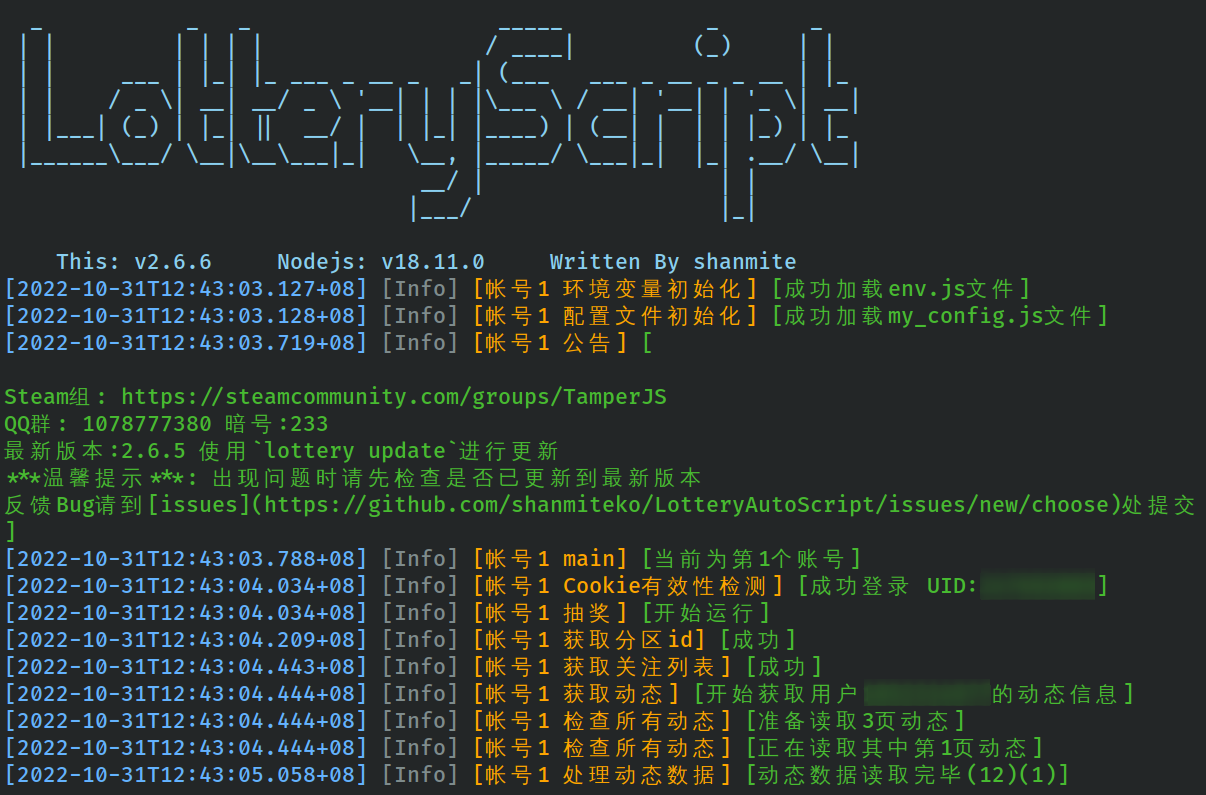 LotteryScript
This: v2.6.6 Nodejs: v18.11.0 Written By shanmite
[2022-10-31T12:43:03.127+08] [Info] [帐号1 环境变量初始化] [成功加载env.js文件]
[2022-10-31T12:43:03.128+08] [Info] [帐号1 配置文件初始化] [成功加载my_config.js文件]
[2022-10-31T12:43:03.719+08] [Info] [帐号1 公告] [
Steam组: https://steamcommunity.com/groups/TamperJS
QQ群: 1078777380 暗号:233
最新版本:2.6.5 使用`lottery update`进行更新
***温馨提示***: 出现问题时请先检查是否已更新到最新版本
反馈Bug请到[issues](https://github.com/shanmiteko/LotteryAutoScript/issues/new/choose)处提交
]
[2022-10-31T12:43:03.788+08] [Info] [帐号1 main] [当前为第1个账号]
[2022-10-31T12:43:04.034+08] [Info] [帐号1 Cookie有效性检测] [成功登录 UID: ]
[2022-10-31T12:43:04.034+08] [Info] [帐号1 抽奖] [开始运行]
[2022-10-31T12:43:04.209+08] [Info] [帐号1 获取分区id] [成功]
[2022-10-31T12:43:04.443+08] [Info] [帐号1 获取关注列表] [成功]
[2022-10-31T12:43:04.444+08] [Info] [帐号1 获取动态] [开始获取用户 的动态信息]
[2022-10-31T12:43:04.444+08] [Info] [帐号1 检查所有动态] [准备读取3页动态]
[2022-10-31T12:43:04.444+08] [Info] [帐号1 检查所有动态] [正在读取其中第1页动态]
[2022-10-31T12:43:05.058+08] [Info] [帐号1 处理动态数据] [动态数据读取完毕(12)(1)]